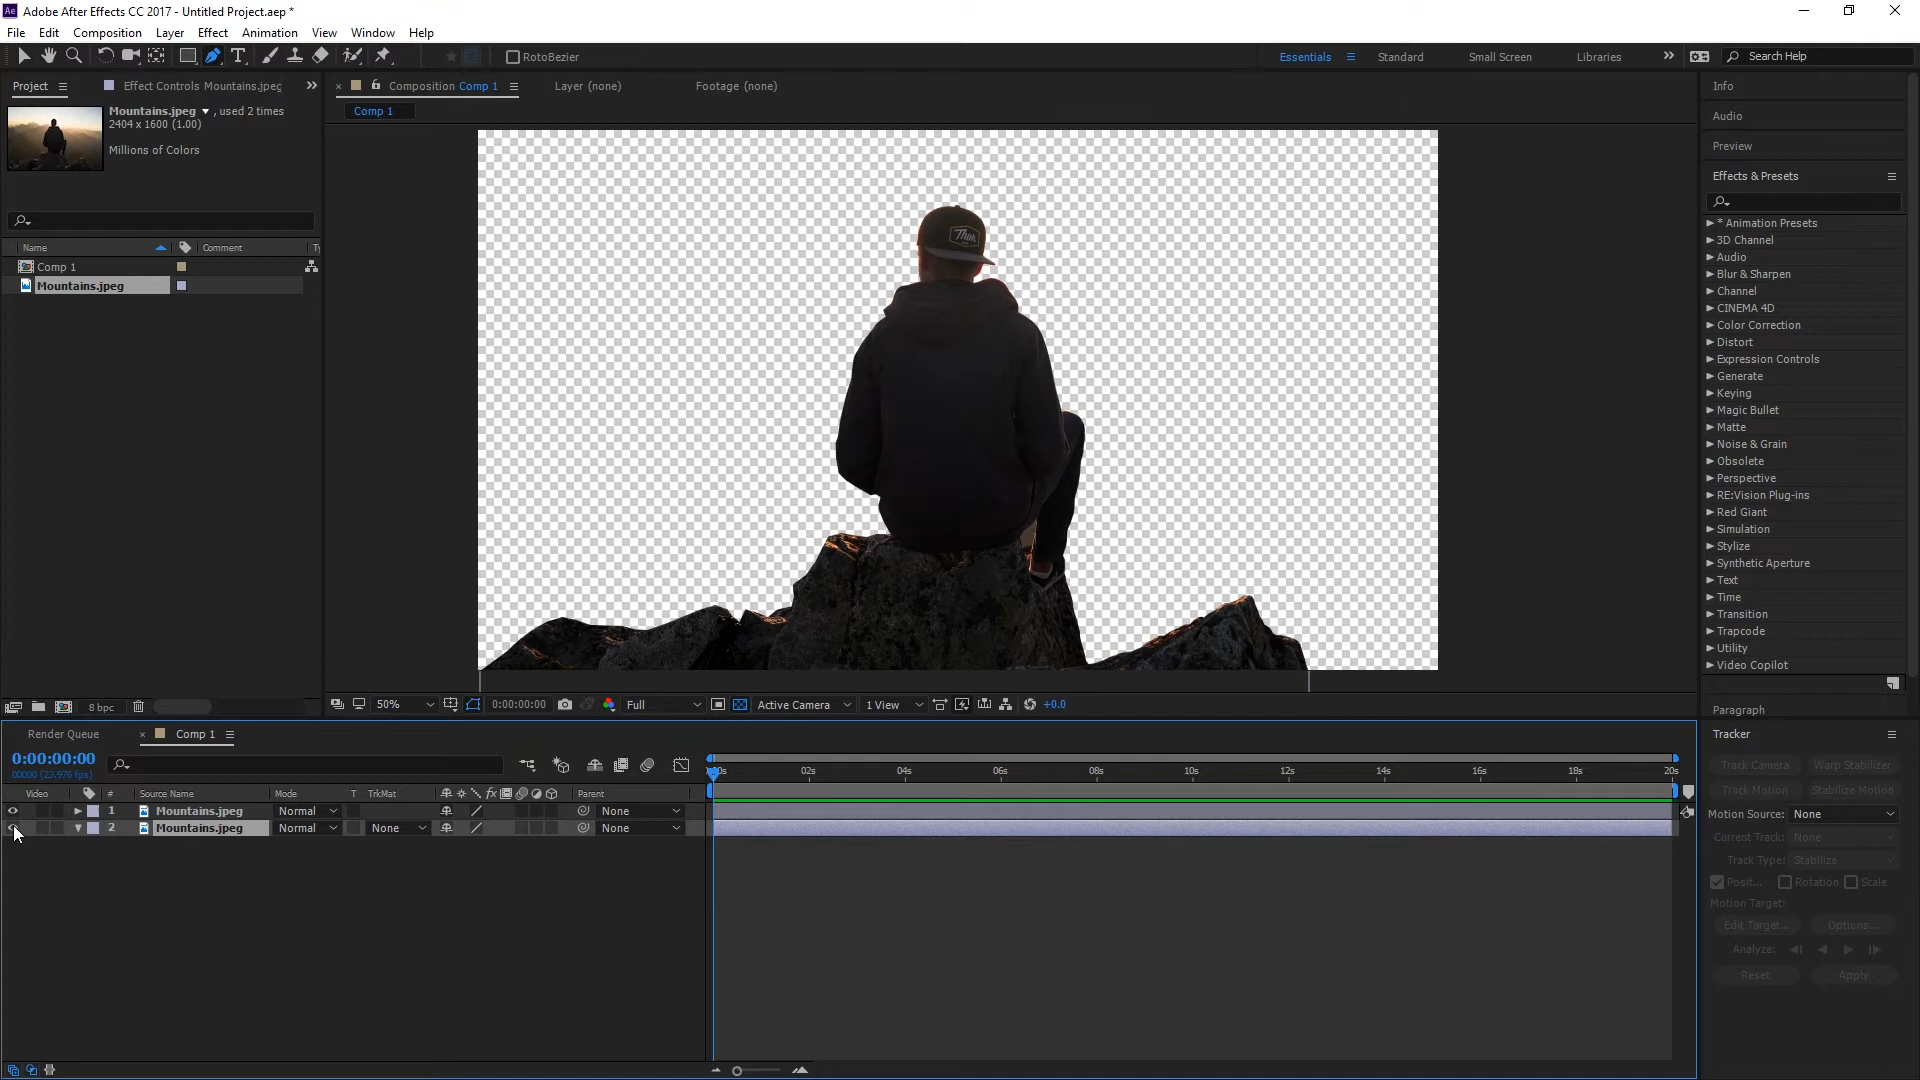 Adobe After Effects CC 2017 - Untitled Project.aep *
File Edit Composition Layer Effect Animation View Window Help
RotoBezier
Essentials Standard Small Screen Libraries Search Help
Project Effect Controls Mountains.jpeg
Mountains.jpeg , used 2 times
2404 x 1600 (1.00)
Millions of Colors
Name Comment Ty
Comp 1
Mountains.jpeg
8 bpc
Composition Comp 1 Layer (none) Footage (none)
Comp 1
Thor
50% 0:00:00:00 Full Active Camera 1 View +0.0
Info
Audio
Preview
Effects & Presets
* Animation Presets
3D Channel
Audio
Blur & Sharpen
Channel
CINEMA 4D
Color Correction
Distort
Expression Controls
Generate
Keying
Magic Bullet
Matte
Noise & Grain
Obsolete
Perspective
RE:Vision Plug-ins
Red Giant
Simulation
Stylize
Synthetic Aperture
Text
Time
Transition
Trapcode
Utility
Video Copilot
Paragraph
Tracker
Track Camera Warp Stabilizer
Track Motion Stabilize Motion
Motion Source: None
Current Track: None
Track Type: Stabilize
Posit... Rotation Scale
Motion Target:
Edit Target... Options...
Analyze:
Reset Apply
Render Queue Comp 1
0:00:00:00
00000 (23.976 fps)
Video # Source Name Mode T TrkMat fx Parent
1 Mountains.jpeg Normal None
2 Mountains.jpeg Normal None None
02s 04s 06s 08s 10s 12s 14s 16s 18s 20s